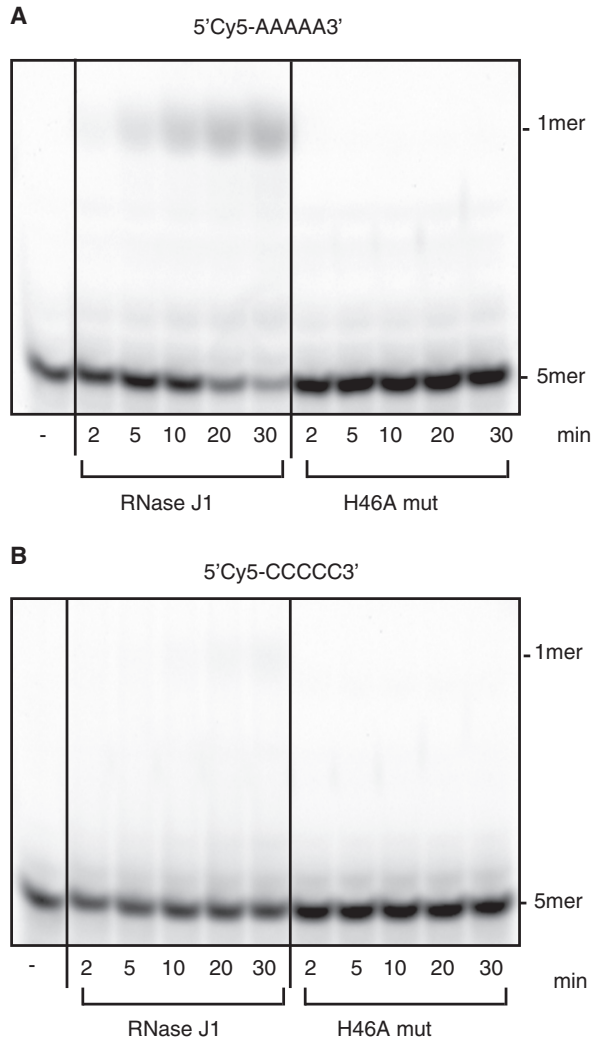 A
5'Cy5-AAAAA3'
1mer
5mer
- 2 5 10 20 30 2 5 10 20 30 min
RNase J1 H46A mut
B
5'Cy5-CCCCC3'
1mer
5mer
- 2 5 10 20 30 2 5 10 20 30 min
RNase J1 H46A mut